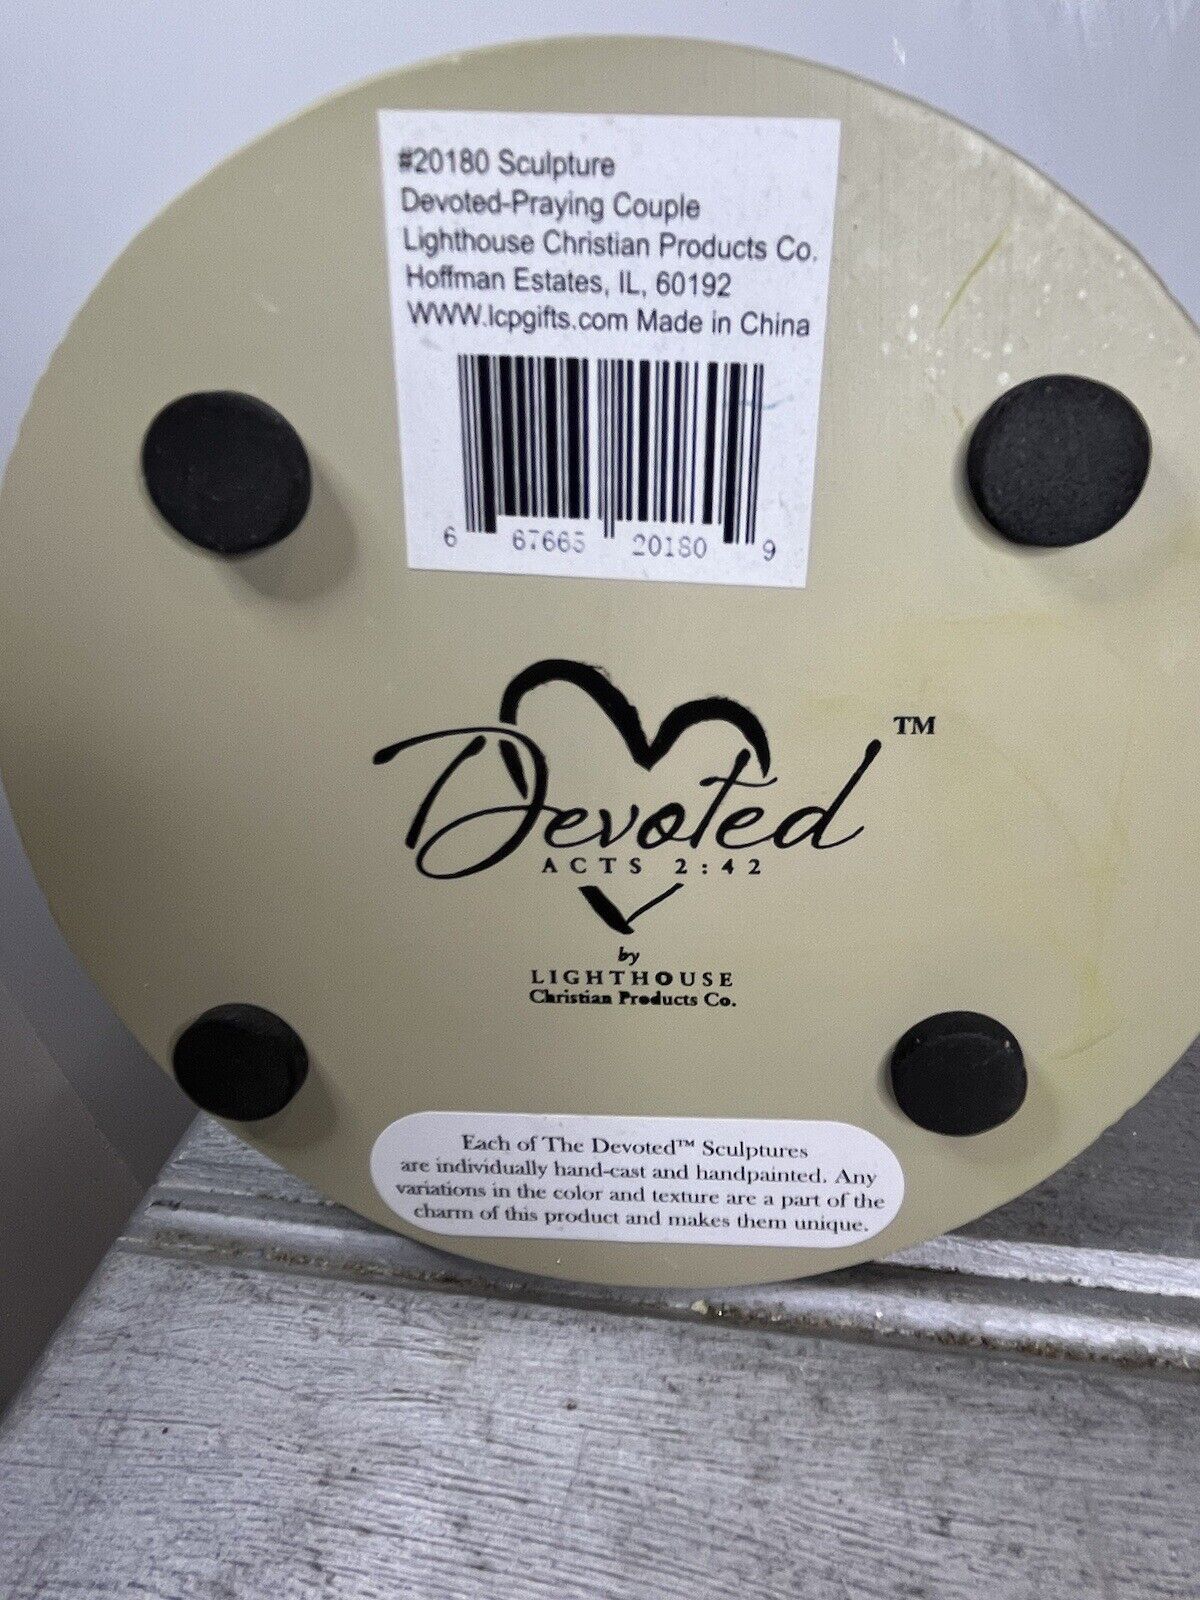 #20180 Sculpture
Devoted-Praying Couple
Lighthouse Christian Products Co.
Hoffman Estates, IL, 60192
WWW.lcpgifts.com Made in China
6 67665 20180 9
Devoted TM
ACTS 2:42
by
LIGHTHOUSE
Christian Products Co.
Each of The Devoted™ Sculptures
are individually hand-cast and handpainted. Any
variations in the color and texture are a part of the
charm of this product and makes them unique.